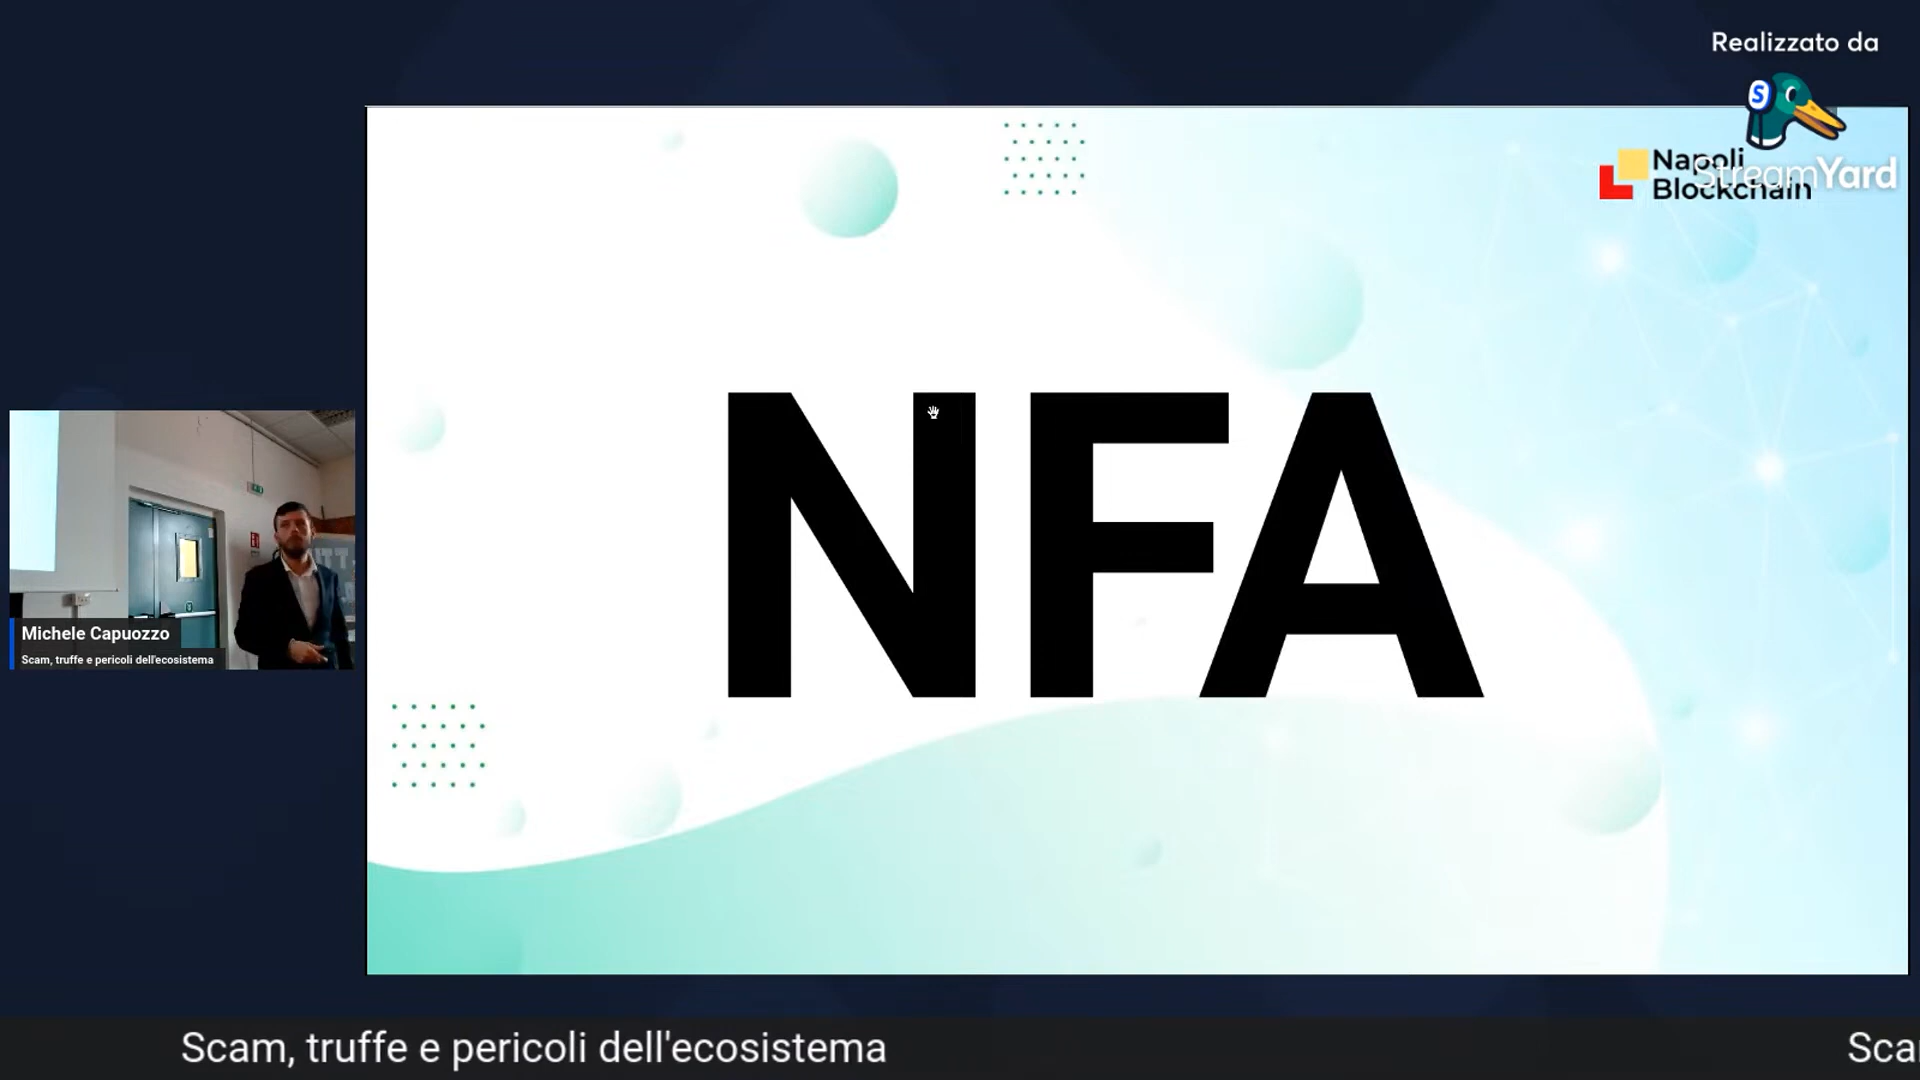 Realizzato da
S
StreamYard
Napoli
Blockchain
NFA
Michele Capuozzo
Scam, truffe e pericoli dell'ecosistema
Scam, truffe e pericoli dell'ecosistema
Sca